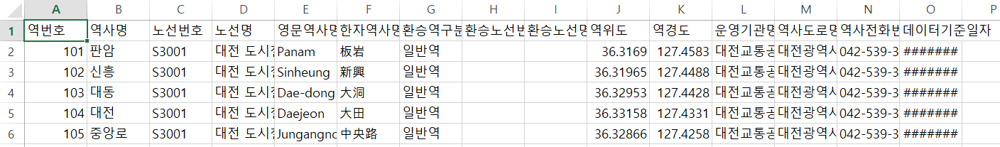 A B C D E F G H I J K L M N O P
1 역번호 역사명 노선번호 노선명 영문역사명 한자역사명 환승역구분 환승노선번 환승노선명 역위도 역경도 운영기관명 역사도로명 역사전화번 데이터기준일자
2 101 판암 S3001 대전 도시철 Panam 板岩 일반역 36.3169 127.4583 대전교통공 대전광역시 042-539-3 #######
3 102 신흥 S3001 대전 도시철 Sinheung 新興 일반역 36.31965 127.4488 대전교통공 대전광역시 042-539-3 #######
4 103 대동 S3001 대전 도시철 Dae-dong 大洞 일반역 36.32953 127.4428 대전교통공 대전광역시 042-539-3 #######
5 104 대전 S3001 대전 도시철 Daejeon 大田 일반역 36.33158 127.4331 대전교통공 대전광역시 042-539-3 #######
6 105 중앙로 S3001 대전 도시철 Jungangno 中央路 일반역 36.32866 127.4258 대전교통공 대전광역시 042-539-3 #######